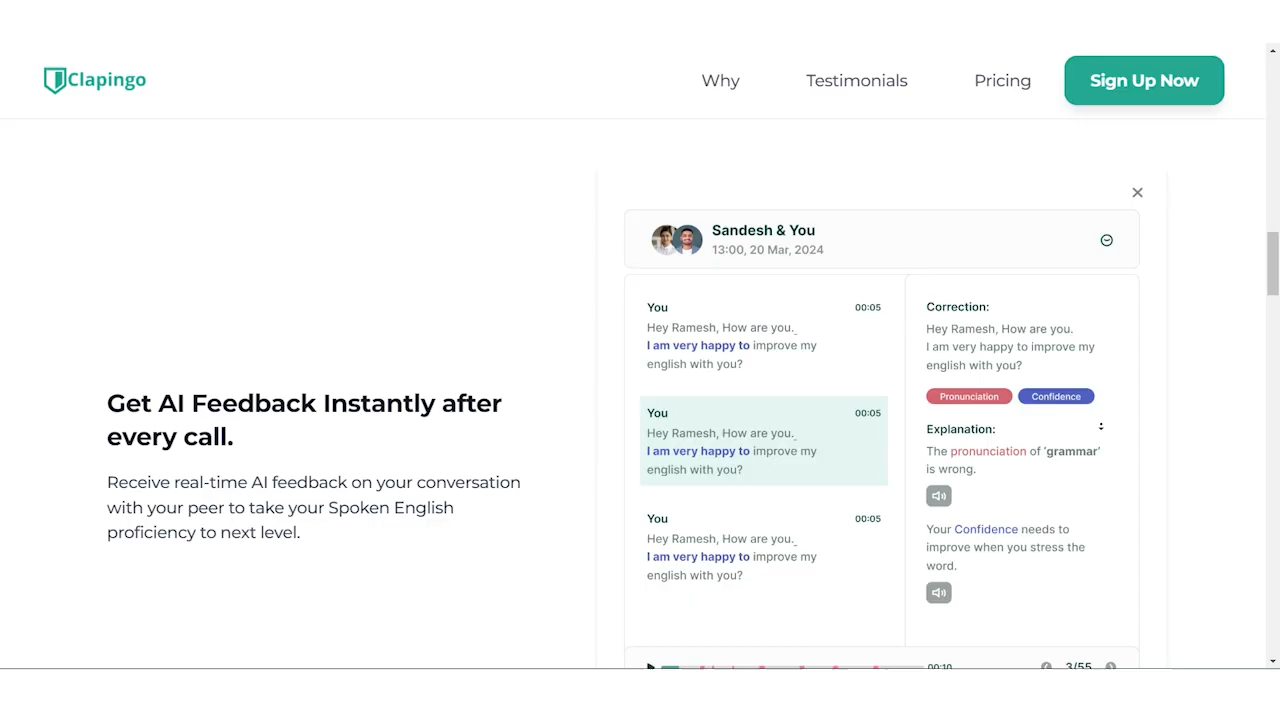 Clapingo
Why
Testimonials
Pricing
Sign Up Now
Get AI Feedback Instantly after
every call.
Receive real-time AI feedback on your conversation
with your peer to take your Spoken English
proficiency to next level.
Sandesh & You
13:00, 20 Mar, 2024
You 00:05
Hey Ramesh, How are you._
I am very happy to improve my
english with you?
You 00:05
Hey Ramesh, How are you._
I am very happy to improve my
english with you?
You 00:05
Hey Ramesh, How are you._
I am very happy to improve my
english with you?
Correction:
Hey Ramesh, How are you.
I am very happy to improve my
english with you?
Pronunciation Confidence
Explanation:
The pronunciation of 'grammar'
is wrong.
Your Confidence needs to
improve when you stress the
word.
00:10
3/55